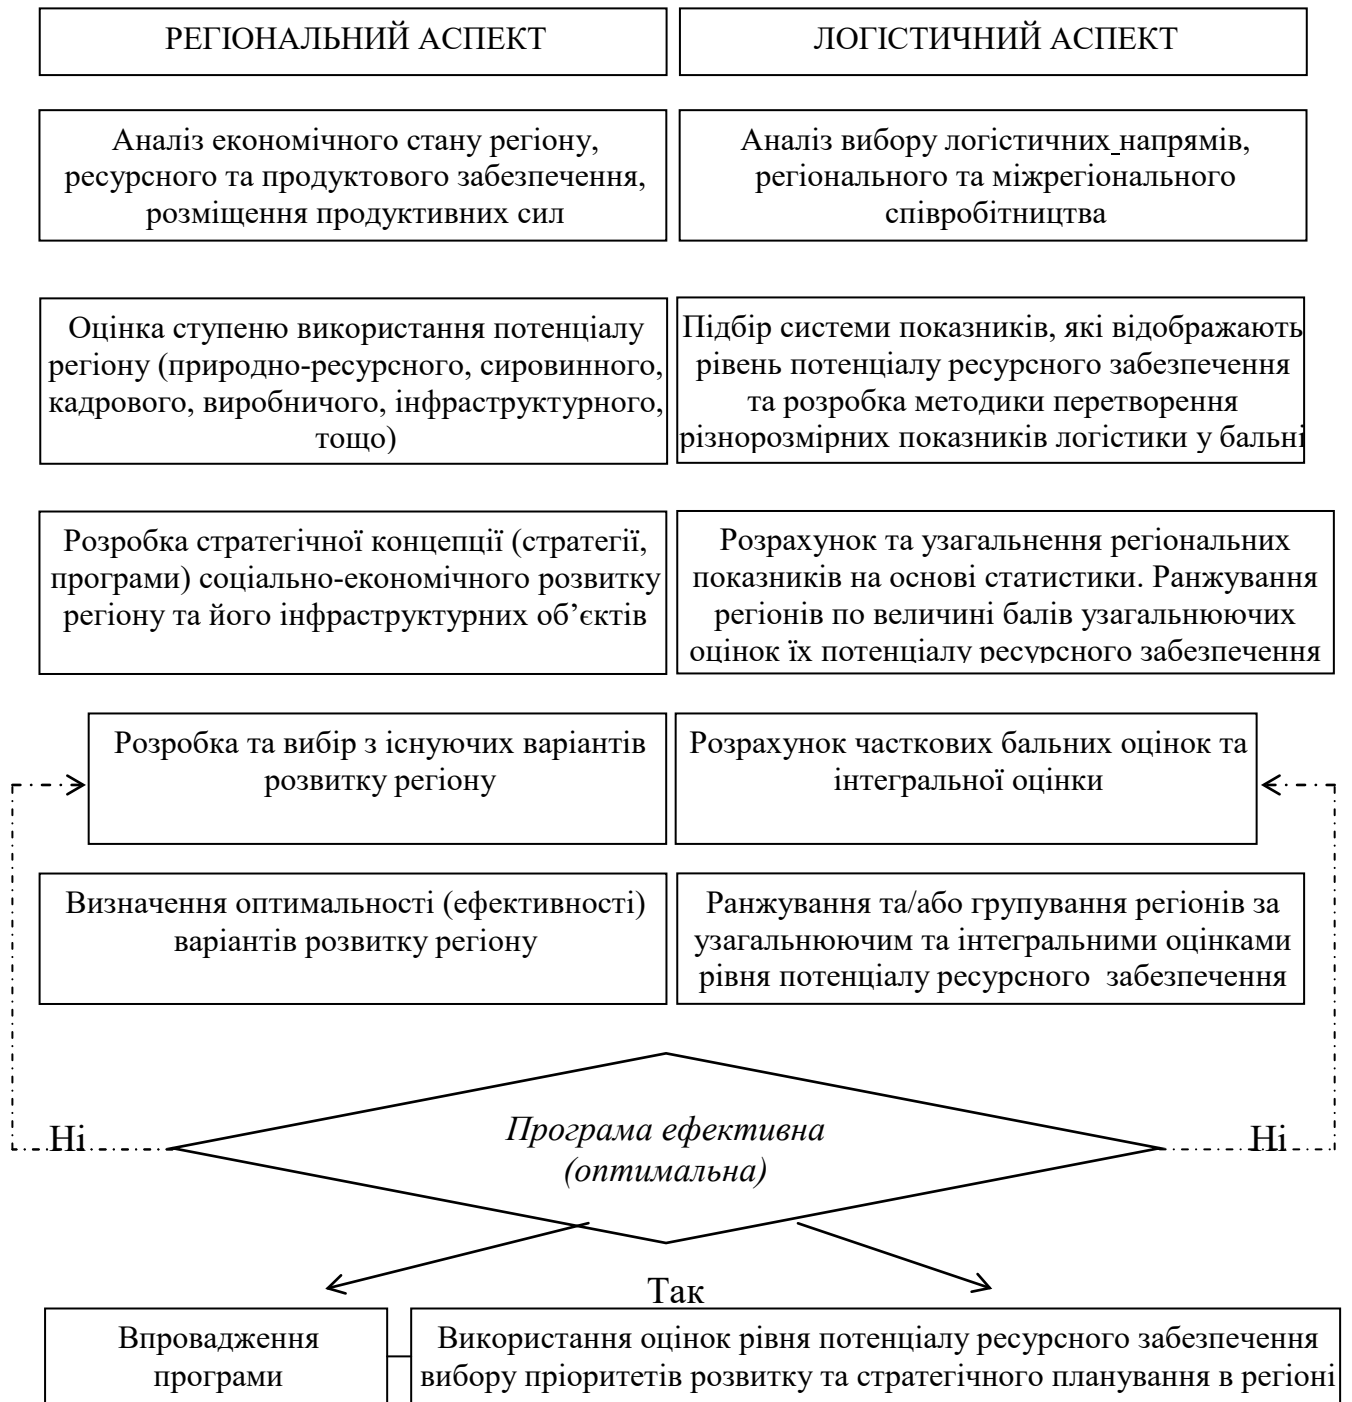 РЕГІОНАЛЬНИЙ АСПЕКТ
ЛОГІСТИЧНИЙ АСПЕКТ
Аналіз економічного стану регіону,
ресурсного та продуктового забезпечення,
розміщення продуктивних сил
Аналіз вибору логістичних напрямів,
регіонального та міжрегіонального
співробітництва
Оцінка ступеню використання потенціалу
регіону (природно-ресурсного, сировинного,
кадрового, виробничого, інфраструктурного,
тощо)
Підбір системи показників, які відображають
рівень потенціалу ресурсного забезпечення
та розробка методики перетворення
різнорозмірних показників логістики у бальні
Розробка стратегічної концепції (стратегії,
програми) соціально-економічного розвитку
регіону та його інфраструктурних об’єктів
Розрахунок та узагальнення регіональних
показників на основі статистики. Ранжування
регіонів по величині балів узагальнюючих
оцінок їх потенціалу ресурсного забезпечення
Розробка та вибір з існуючих варіантів
розвитку регіону
Розрахунок часткових бальних оцінок та
інтегральної оцінки
Визначення оптимальності (ефективності)
варіантів розвитку регіону
Ранжування та/або групування регіонів за
узагальнюючим та інтегральними оцінками
рівня потенціалу ресурсного забезпечення
Ні
Програма ефективна
(оптимальна)
Ні
Так
Впровадження
програми
Використання оцінок рівня потенціалу ресурсного забезпечення
вибору пріоритетів розвитку та стратегічного планування в регіоні